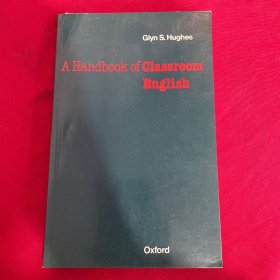 Glyn S. Hughes
A Handbook of Classroom
English
Oxford